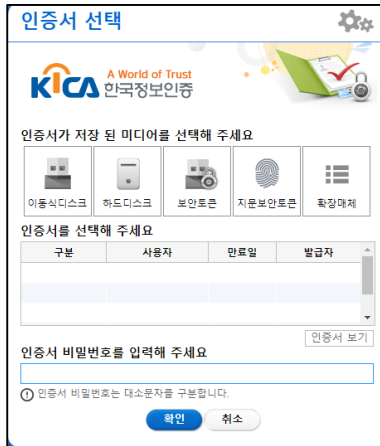 인증서 선택
KICA A World of Trust
한국정보인증
인증서가 저장 된 미디어를 선택해 주세요
이동식디스크 하드디스크 보안토큰 지문보안토큰 확장매체
인증서를 선택해 주세요
구분 사용자 만료일 발급자
인증서 보기
인증서 비밀번호를 입력해 주세요
인증서 비밀번호는 대소문자를 구분합니다.
확인 취소